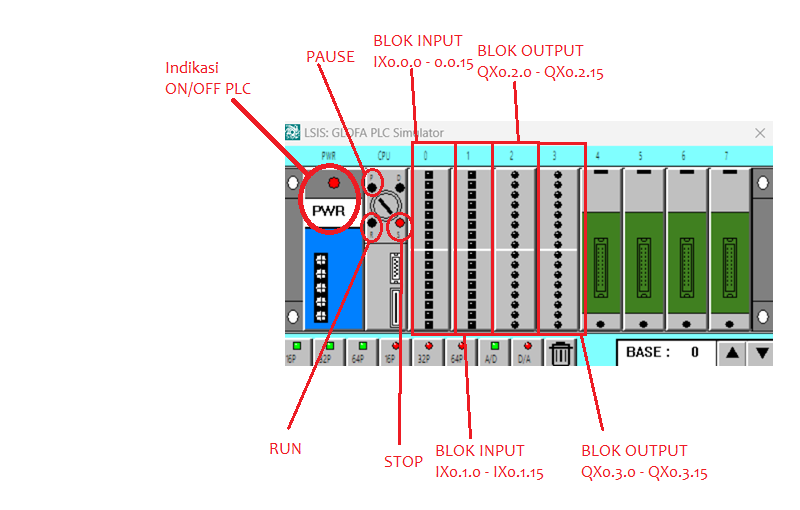 BLOK INPUT
IX0.0.0 - 0.0.15
BLOK OUTPUT
QX0.2.0 - QX0.2.15
PAUSE
Indikasi
ON/OFF PLC
LSIS: GLOFA PLC Simulator
PWR CPU 0 1 2 3 4 5 6 7
P D
PWR
R S
16P 32P 64P 16P 32P 64P A/D D/A
BASE : 0
RUN
STOP
BLOK INPUT
IX0.1.0 - IX0.1.15
BLOK OUTPUT
QX0.3.0 - QX0.3.15